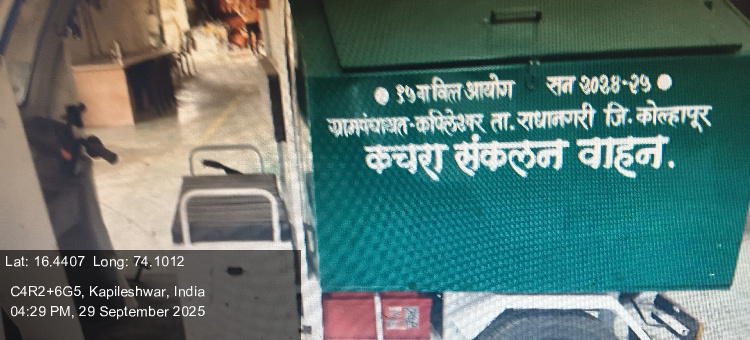 ● १५ वा वित्त आयोग सन २०२४-२५ ●
ग्रामपंचायत-कपिलेश्वर ता. राधानगरी जि. कोल्हापूर
कचरा संकलन वाहन.
Lat: 16.4407 Long: 74.1012
C4R2+6G5, Kapileshwar, India
04:29 PM, 29 September 2025